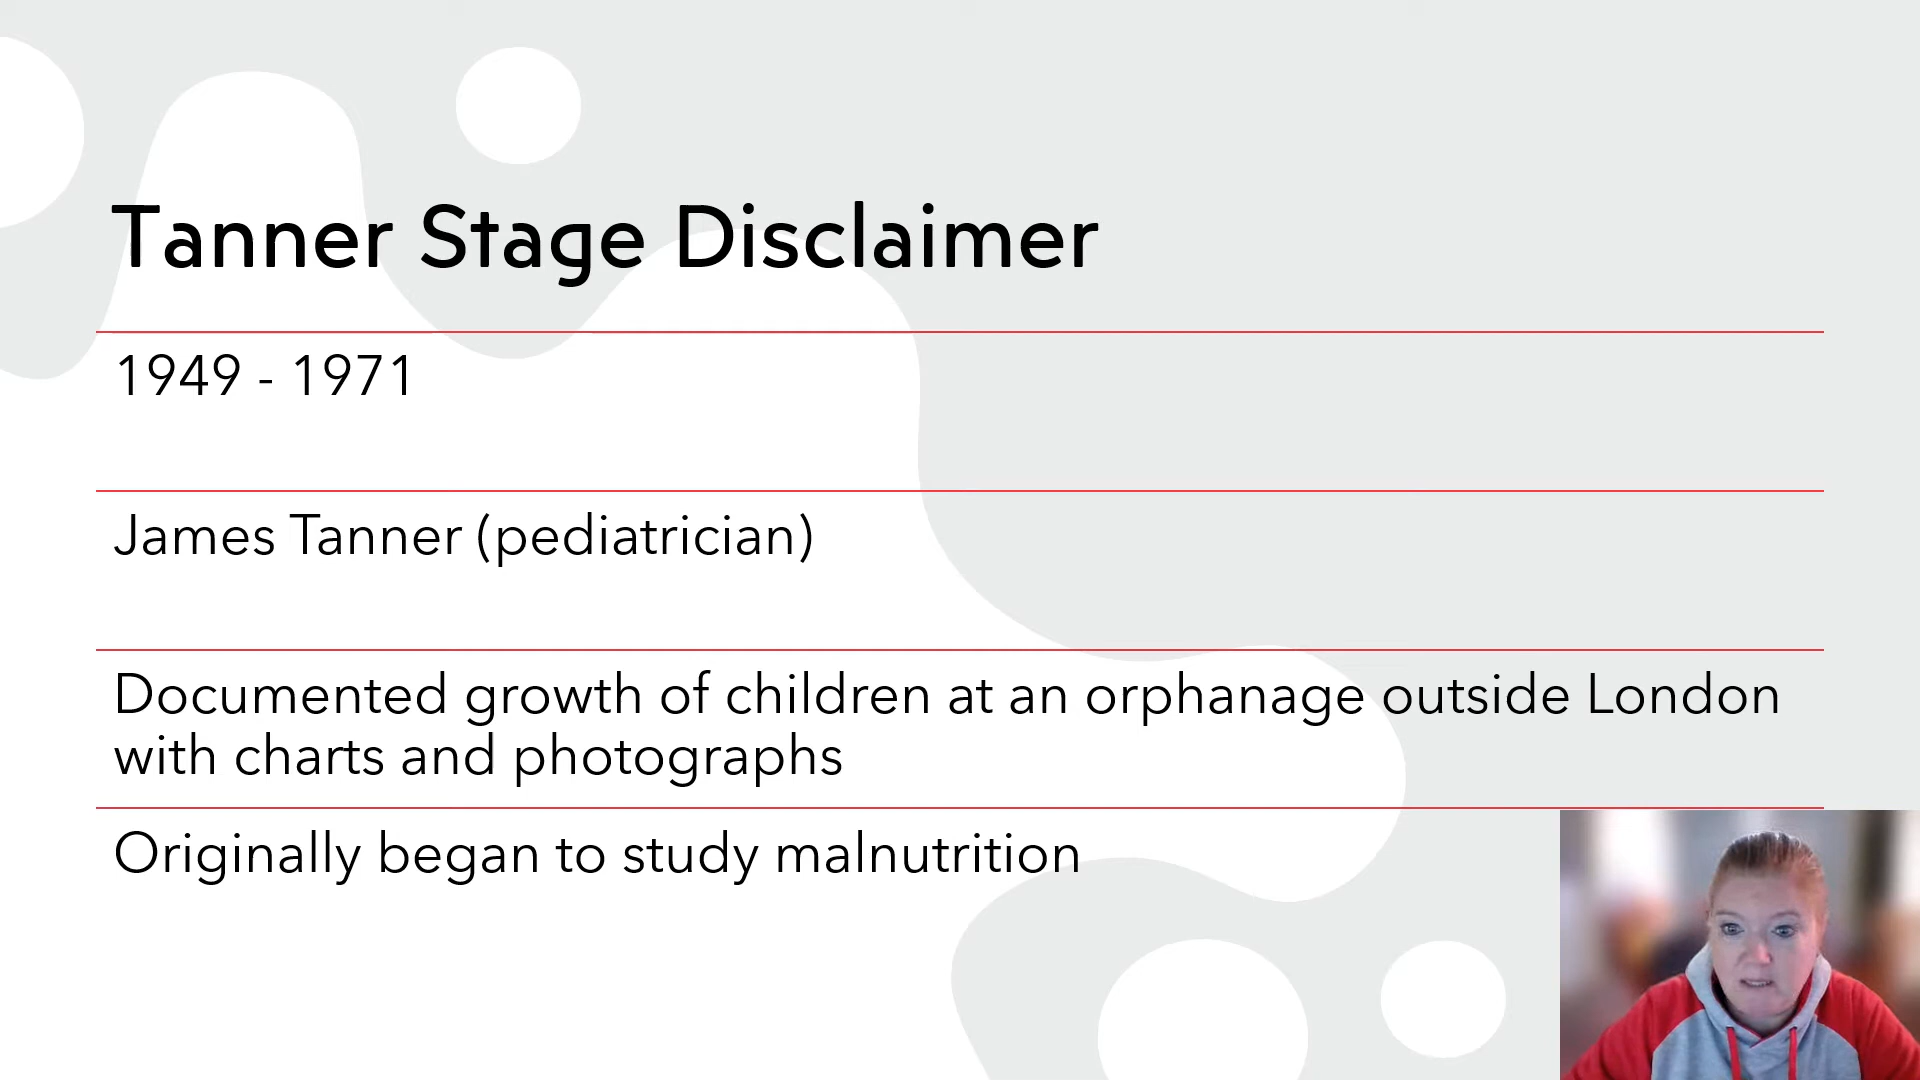 Tanner Stage Disclaimer
1949 - 1971
James Tanner (pediatrician)
Documented growth of children at an orphanage outside London
with charts and photographs
Originally began to study malnutrition